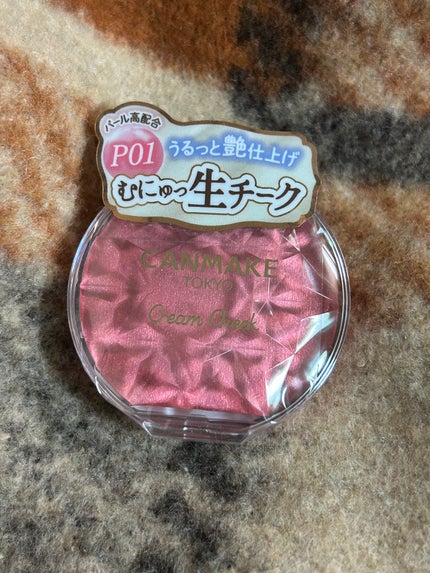 パール高配合
P01
うるっと艶仕上げ
むにゅっ生チーク
CANMAKE
TOKYO
Cream Cheek